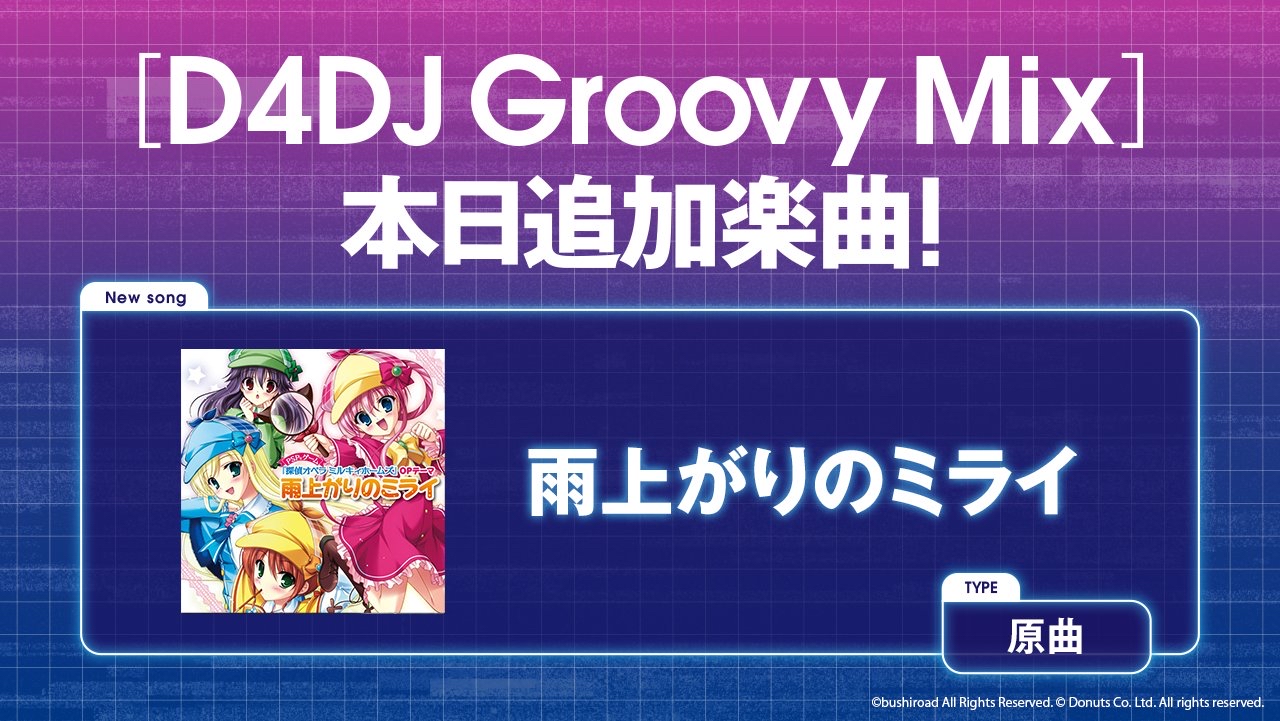 [D4DJ Groovy Mix]
本日追加楽曲!
New song
PSPゲーム
「探偵オペラ ミルキィホームズ」OPテーマ
雨上がりのミライ
雨上がりのミライ
TYPE
原曲
©bushiroad All Rights Reserved. © Donuts Co. Ltd. All rights reserved.